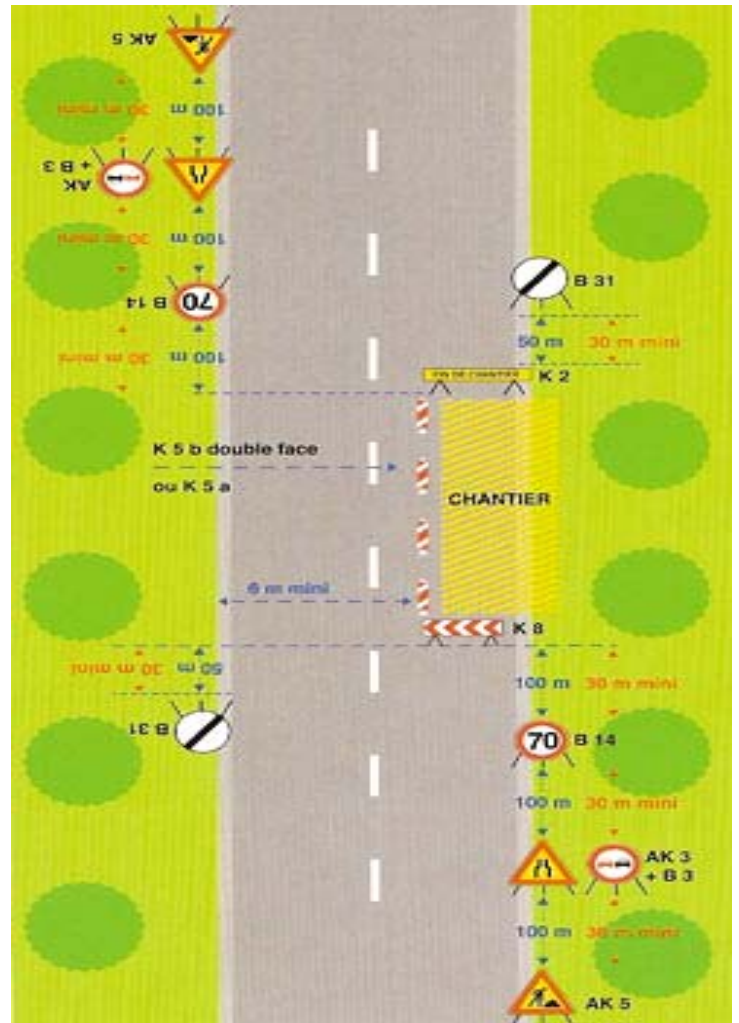 AK 5
100 m 30 m mini
AK
+ B 3
100 m 30 m mini
70 B 14
100 m 30 m mini
B 31
50 m 30 m mini
FIN DE CHANTIER K 2
K 5 b double face
ou K 5 a
CHANTIER
6 m mini
K 8
50 m 30 m mini
B 31
100 m 30 m mini
70 B 14
100 m 30 m mini
AK 3
+ B 3
100 m 30 m mini
AK 5